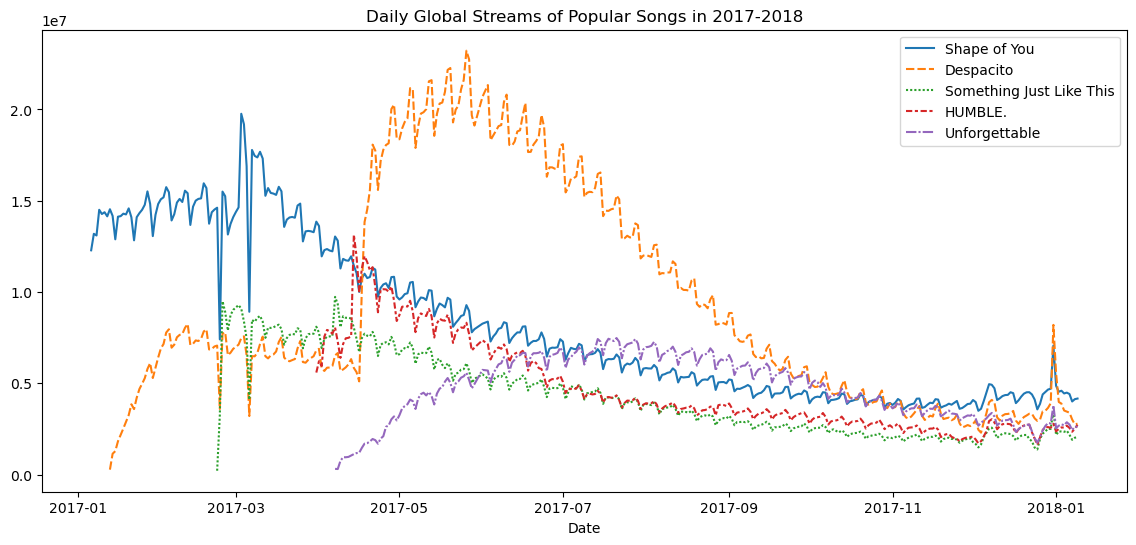 Daily Global Streams of Popular Songs in 2017-2018
1e7
Shape of You
Despacito
Something Just Like This
HUMBLE.
Unforgettable
2.0
1.5
1.0
0.5
0.0
2017-01 2017-03 2017-05 2017-07 2017-09 2017-11 2018-01
Date